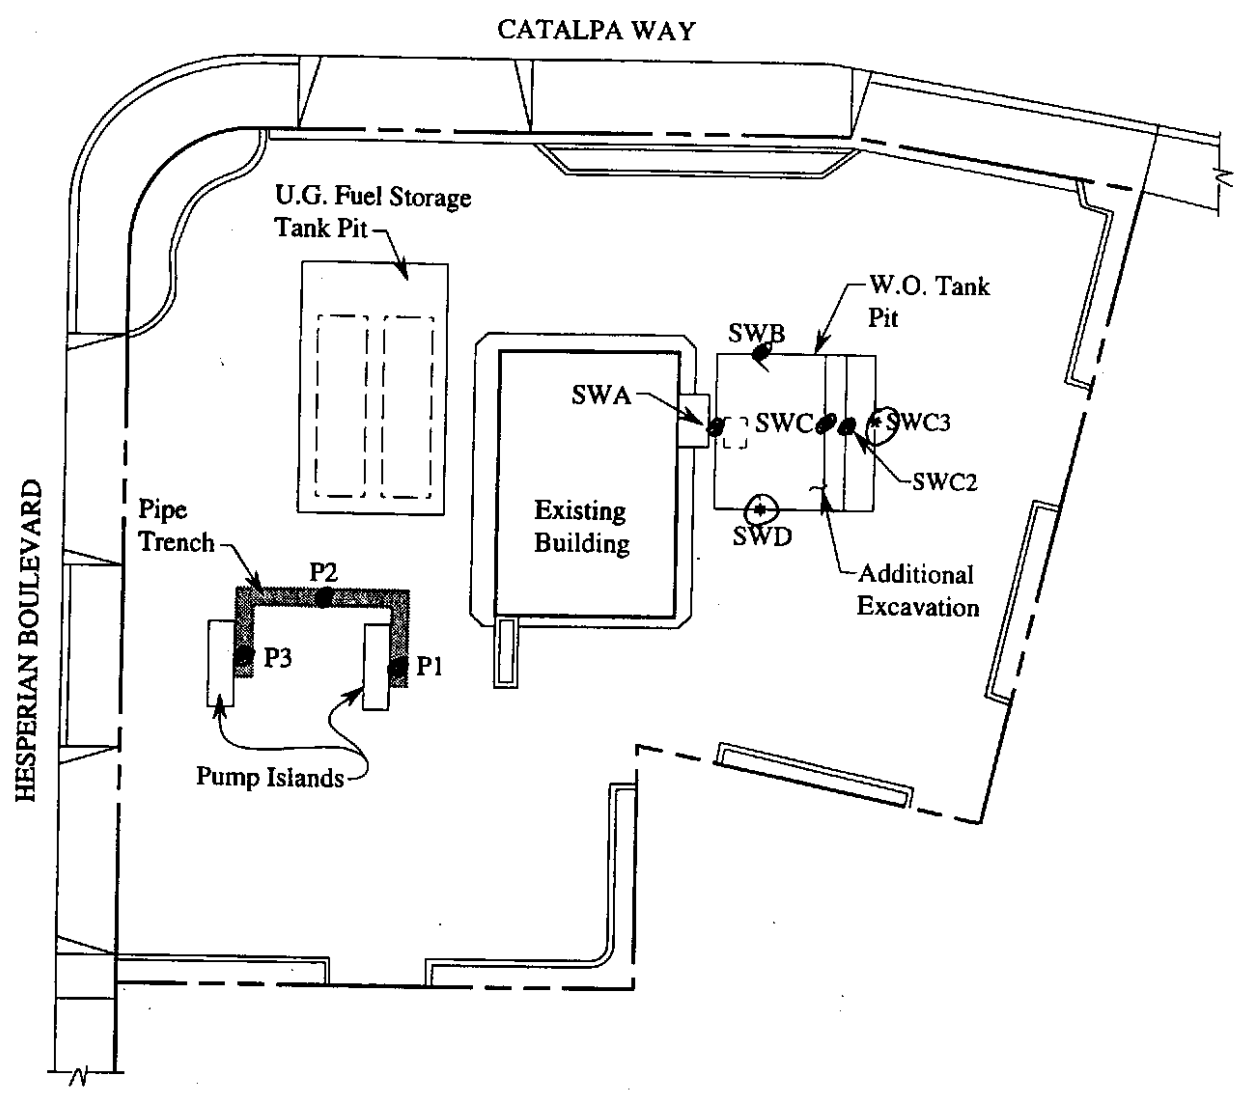 CATALPA WAY
U.G. Fuel Storage
Tank Pit
W.O. Tank
Pit
SWB
SWA
SWC
SWC3
SWC2
HESPERIAN BOULEVARD
Pipe
Trench
Existing
Building
SWD
Additional
Excavation
P2
P3
P1
Pump Islands